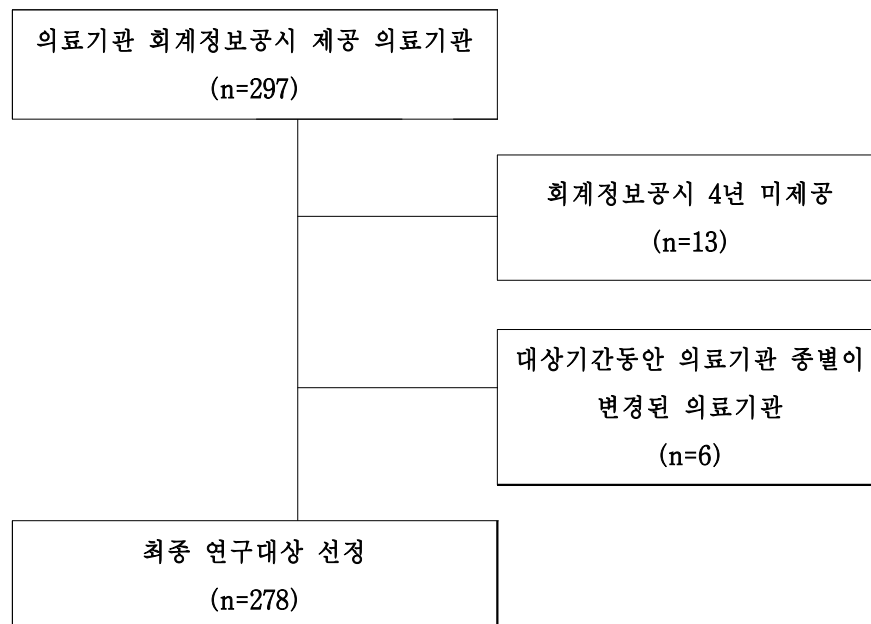 의료기관 회계정보공시 제공 의료기관
(n=297)
회계정보공시 4년 미제공
(n=13)
대상기간동안 의료기관 종별이
변경된 의료기관
(n=6)
최종 연구대상 선정
(n=278)